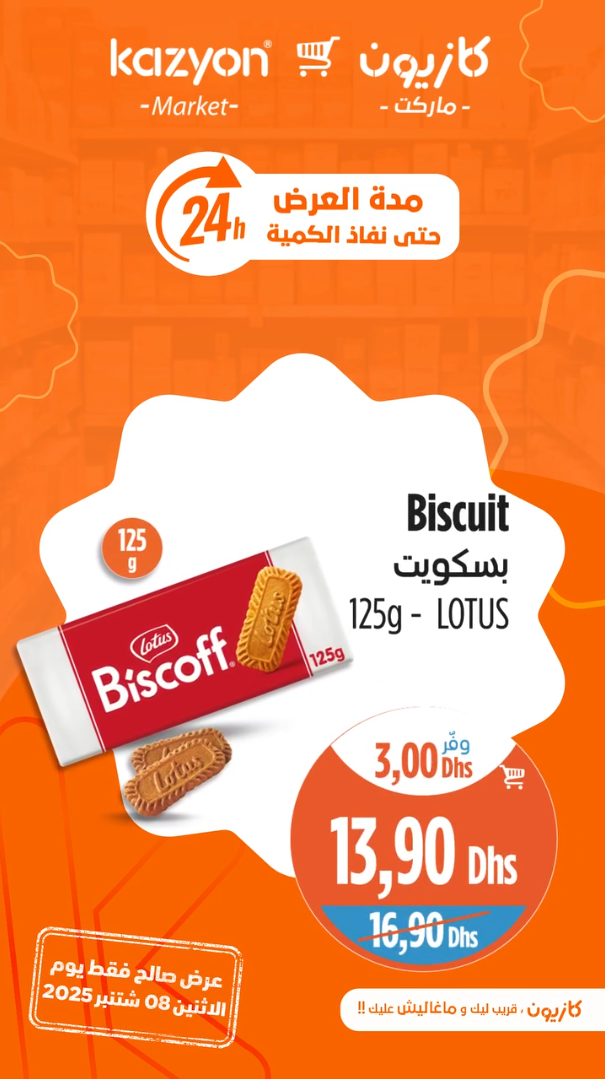 kazyon® كازيون
-Market- - ماركت -
24h
مدة العرض
حتى نفاذ الكمية
Biscuit
بسكويت
125g - LOTUS
125
g
Lotus
Biscoff®
125g
Lotus
Lotus
وفّر
3,00 Dhs
13,90 Dhs
16,90 Dhs
عرض صالح فقط يوم
الاثنين 08 شتنبر 2025
كازيون ، قريب ليك و ماغاليش عليك !!